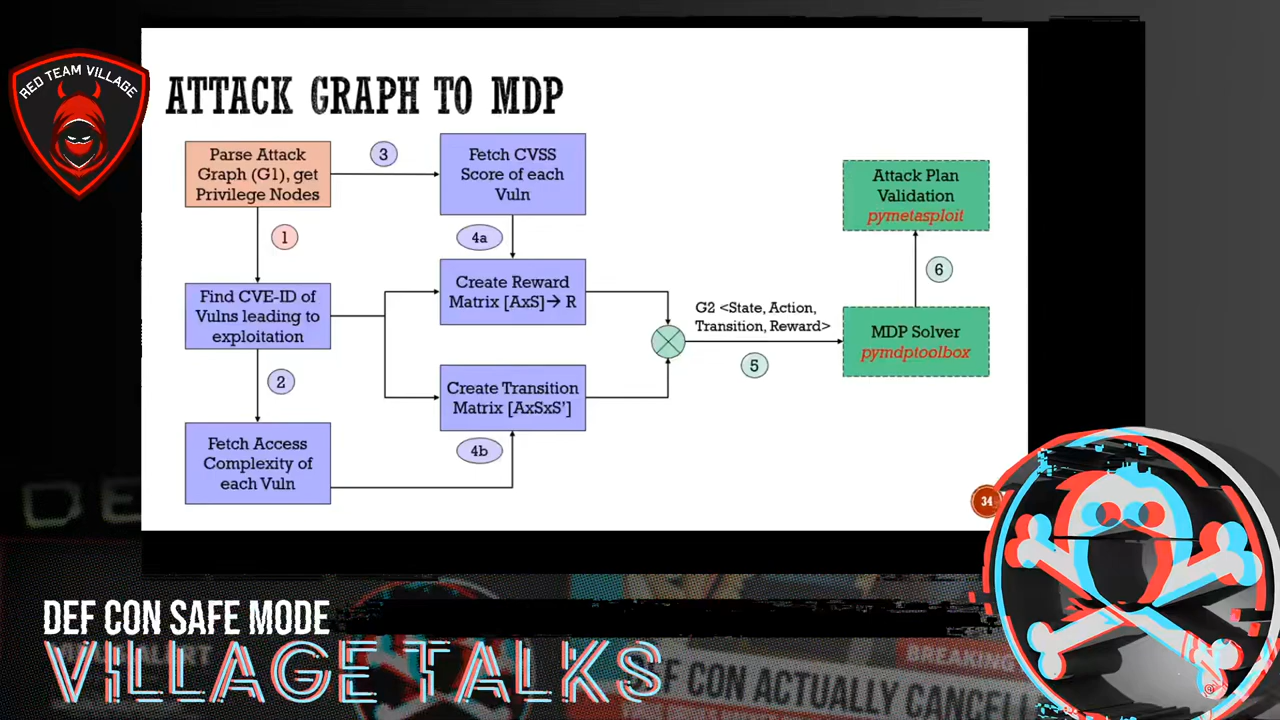 RED TEAM VILLAGE
ATTACK GRAPH TO MDP
Parse Attack
Graph (G1), get
Privilege Nodes
3
Fetch CVSS
Score of each
Vuln
1
4a
Find CVE-ID of
Vulns leading to
exploitation
Create Reward
Matrix [AxS]→ R
2
Create Transition
Matrix [AxSxS’]
Fetch Access
Complexity of
each Vuln
4b
G2 <State, Action,
Transition, Reward>
5
MDP Solver
pymdptoolbox
6
Attack Plan
Validation
pymetasploit
34
DE
DEF CON SAFE MODE
VILLAGE TALKS
BREAKING
DEF CON ACTUALLY CANCELL